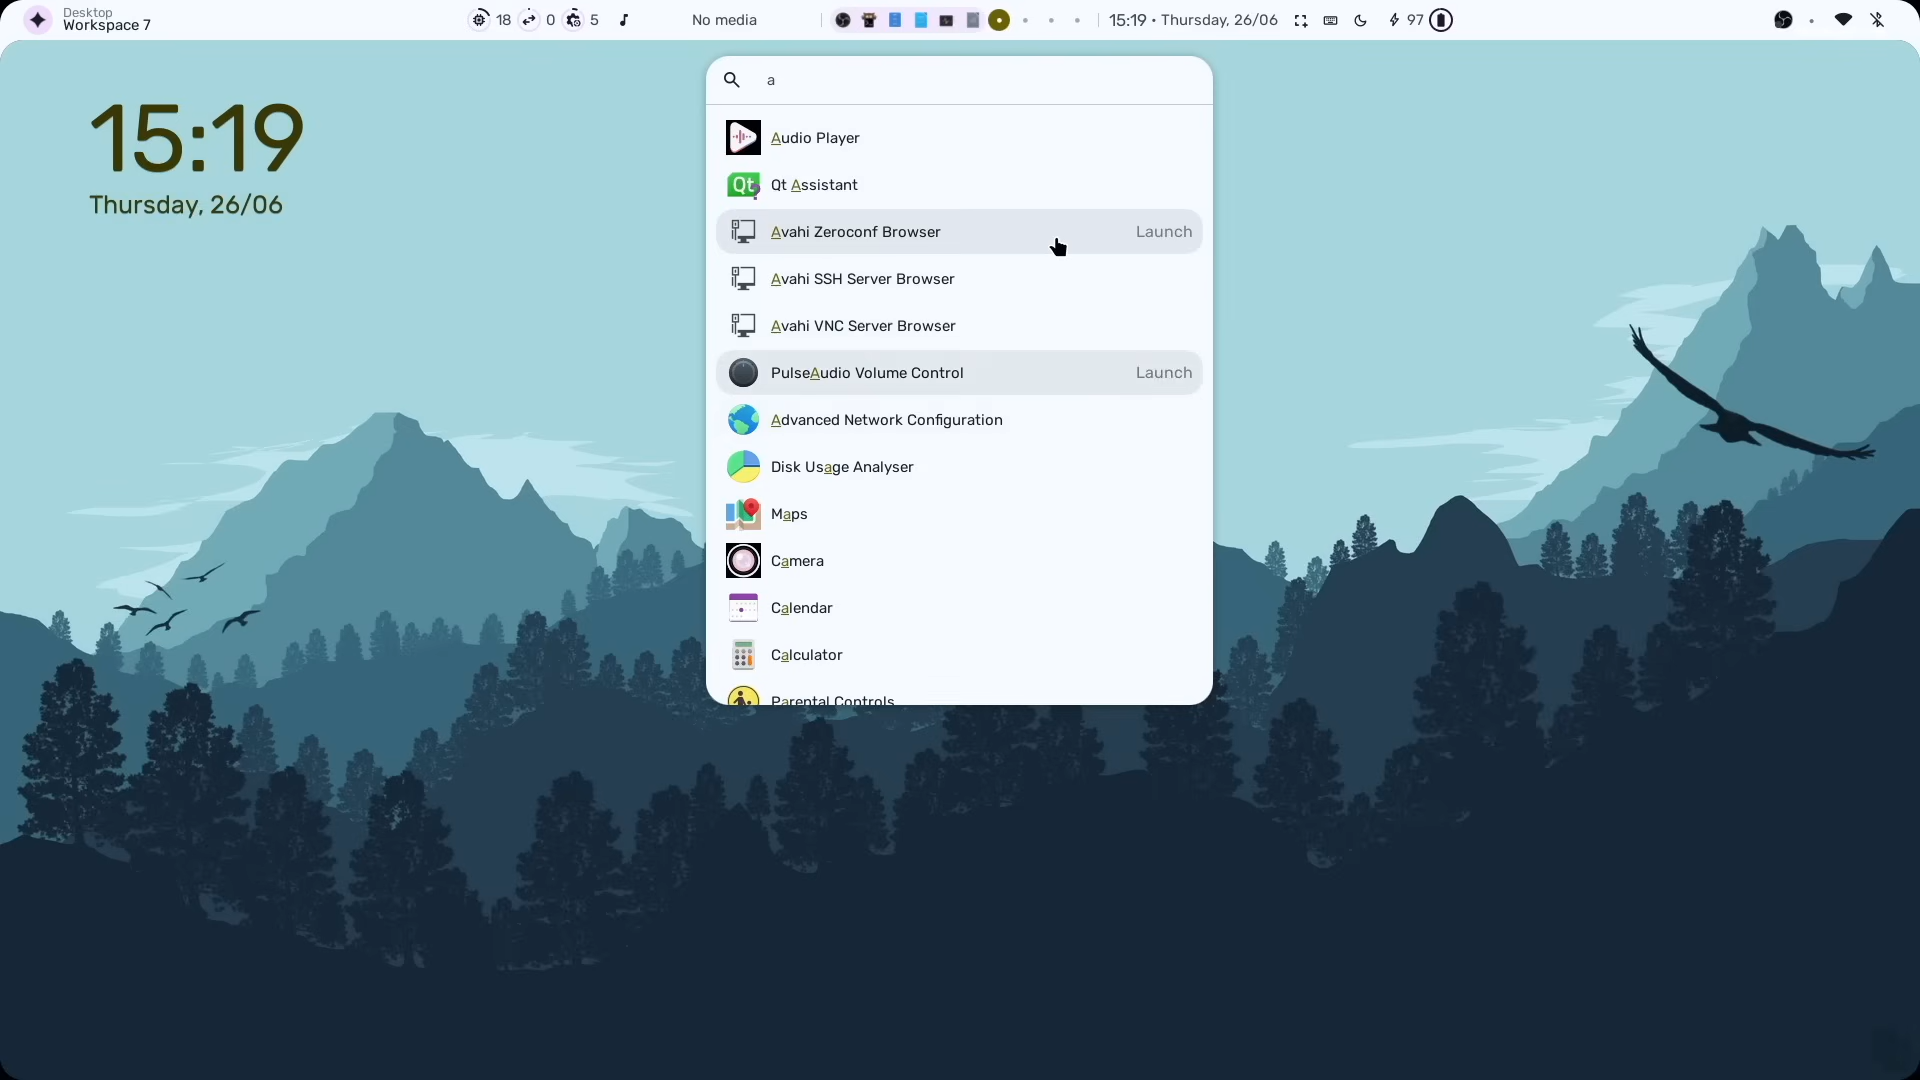 Desktop
Workspace 7
18 0 5
No media
15:19 • Thursday, 26/06
97
15:19
Thursday, 26/06
a
Audio Player
Qt Assistant
Avahi Zeroconf Browser Launch
Avahi SSH Server Browser
Avahi VNC Server Browser
PulseAudio Volume Control Launch
Advanced Network Configuration
Disk Usage Analyser
Maps
Camera
Calendar
Calculator
Parental Controls